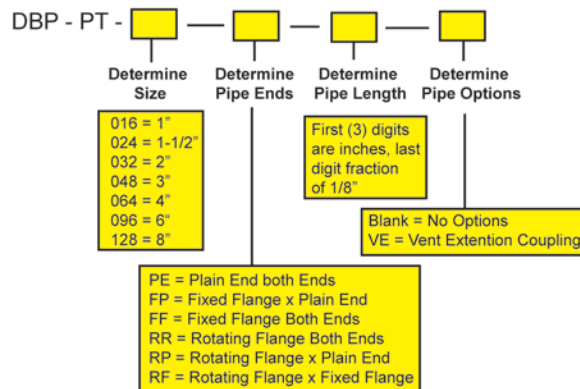 DBP - PT -
Determine Size
Determine Pipe Ends
Determine Pipe Length
Determine Pipe Options
016 = 1”
024 = 1-1/2”
032 = 2”
048 = 3”
064 = 4”
096 = 6“
128 = 8”
First (3) digits
are inches, last
digit fraction
of 1/8”
Blank = No Options
VE = Vent Extention Coupling
PE = Plain End both Ends
FP = Fixed Flange x Plain End
FF = Fixed Flange Both Ends
RR = Rotating Flange Both Ends
RP = Rotating Flange x Plain End
RF = Rotating Flange x Fixed Flange